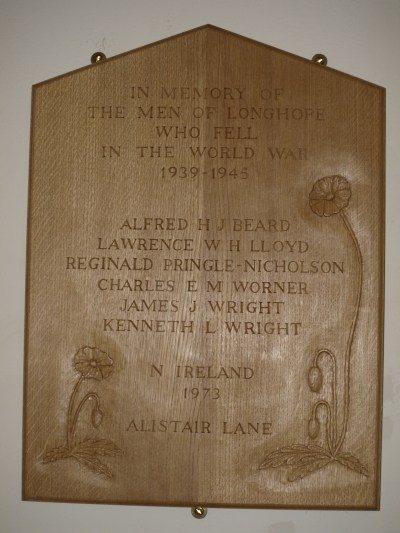 IN MEMORY OF
THE MEN OF LONGHOPE
WHO FELL
IN THE WORLD WAR
1939-1945
ALFRED H J BEARD
LAWRENCE W H LLOYD
REGINALD PRINGLE-NICHOLSON
CHARLES E M WORNER
JAMES J WRIGHT
KENNETH L WRIGHT
N IRELAND
1973
ALISTAIR LANE